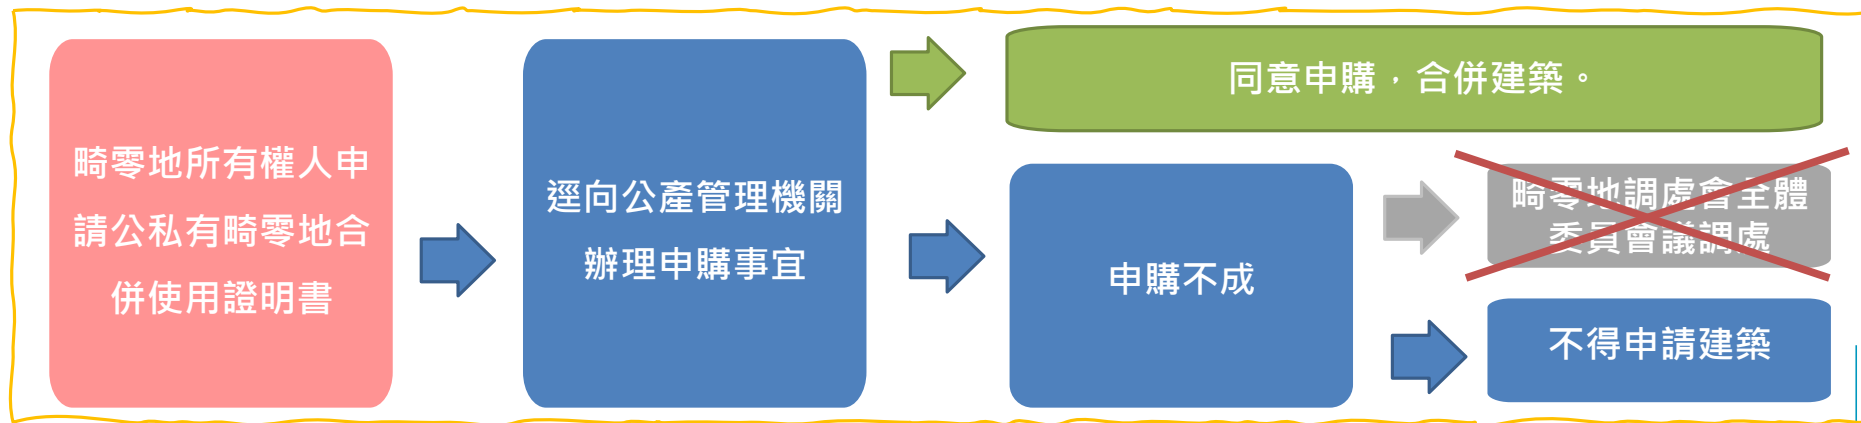 畸零地所有權人申
請公私有畸零地合
併使用證明書
逕向公產管理機關
辦理申購事宜
同意申購，合併建築。
申購不成
畸零地調處會全體
委員會議調處
不得申請建築